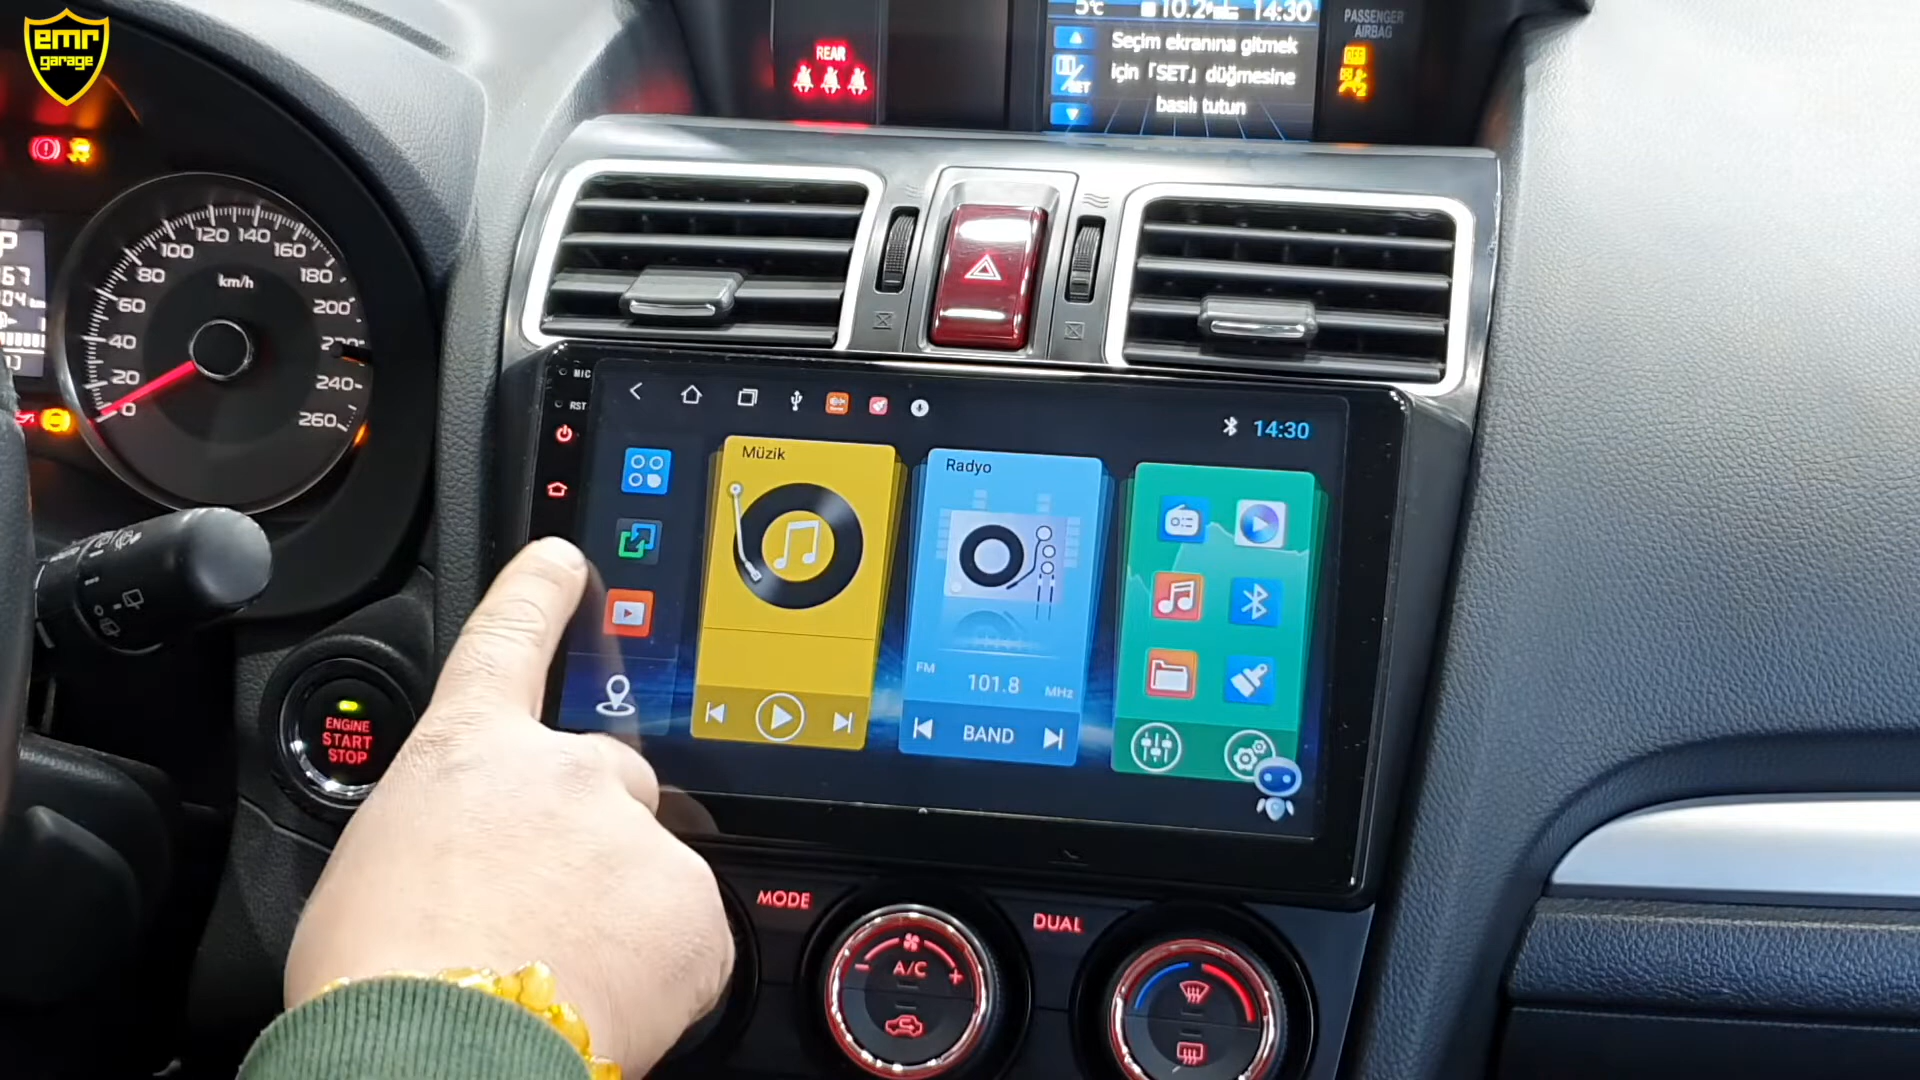 emr
garage
REAR
5°c
10.2
14:30
Seçim ekranına gitmek
için「SET」düğmesine
basılı tutun
SET
PASSENGER
AIRBAG
OFF
P
0
20
40
60
80
100
120
140
160
180
200
240
260
km/h
MIC
RST
14:30
Müzik
Radyo
FM
101.8
MHz
BAND
ENGINE
START
STOP
MODE
DUAL
A/C